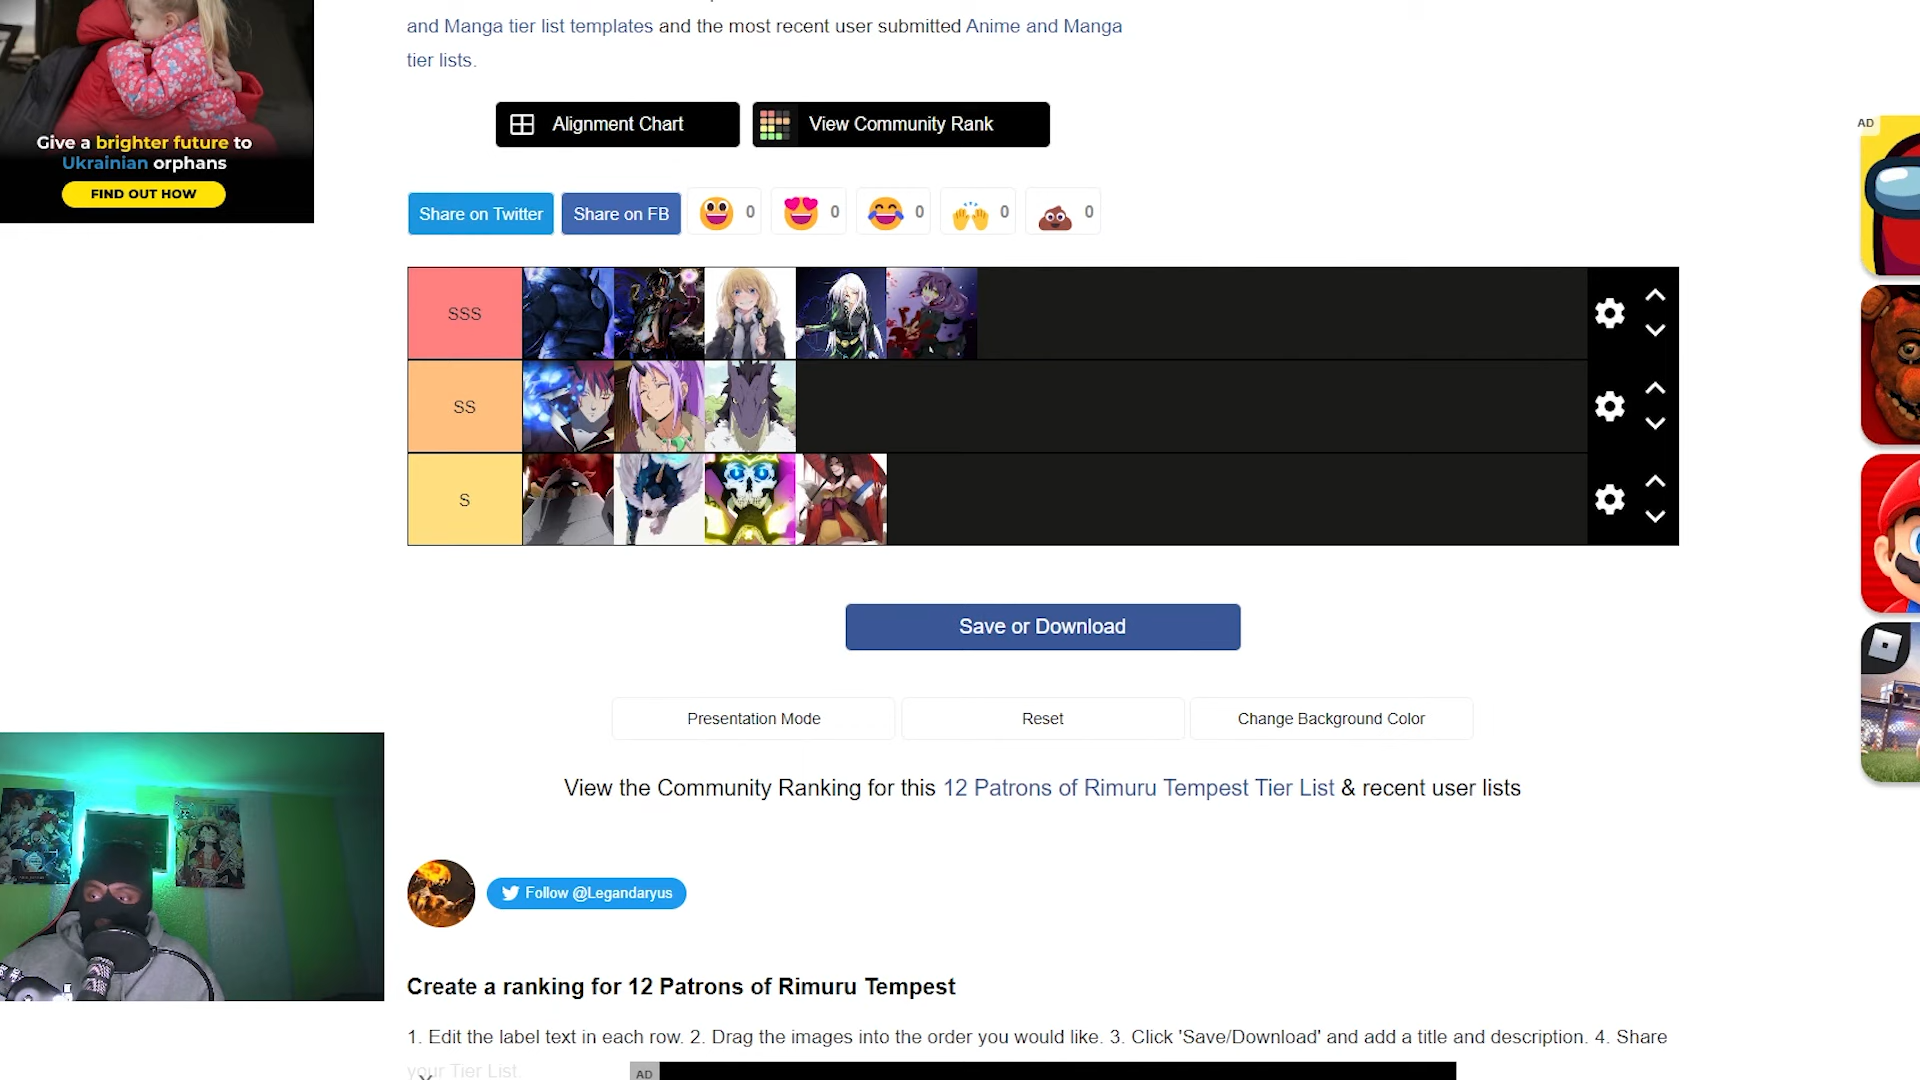 and Manga tier list templates and the most recent user submitted Anime and Manga
tier lists.
Give a brighter future to
Ukrainian orphans
FIND OUT HOW
Alignment Chart
View Community Rank
AD
Share on Twitter
Share on FB
0
0
0
0
0
SSS
SS
S
Save or Download
Presentation Mode
Reset
Change Background Color
View the Community Ranking for this 12 Patrons of Rimuru Tempest Tier List & recent user lists
Follow @Legandaryus
Create a ranking for 12 Patrons of Rimuru Tempest
1. Edit the label text in each row. 2. Drag the images into the order you would like. 3. Click 'Save/Download' and add a title and description. 4. Share
your Tier List.
AD